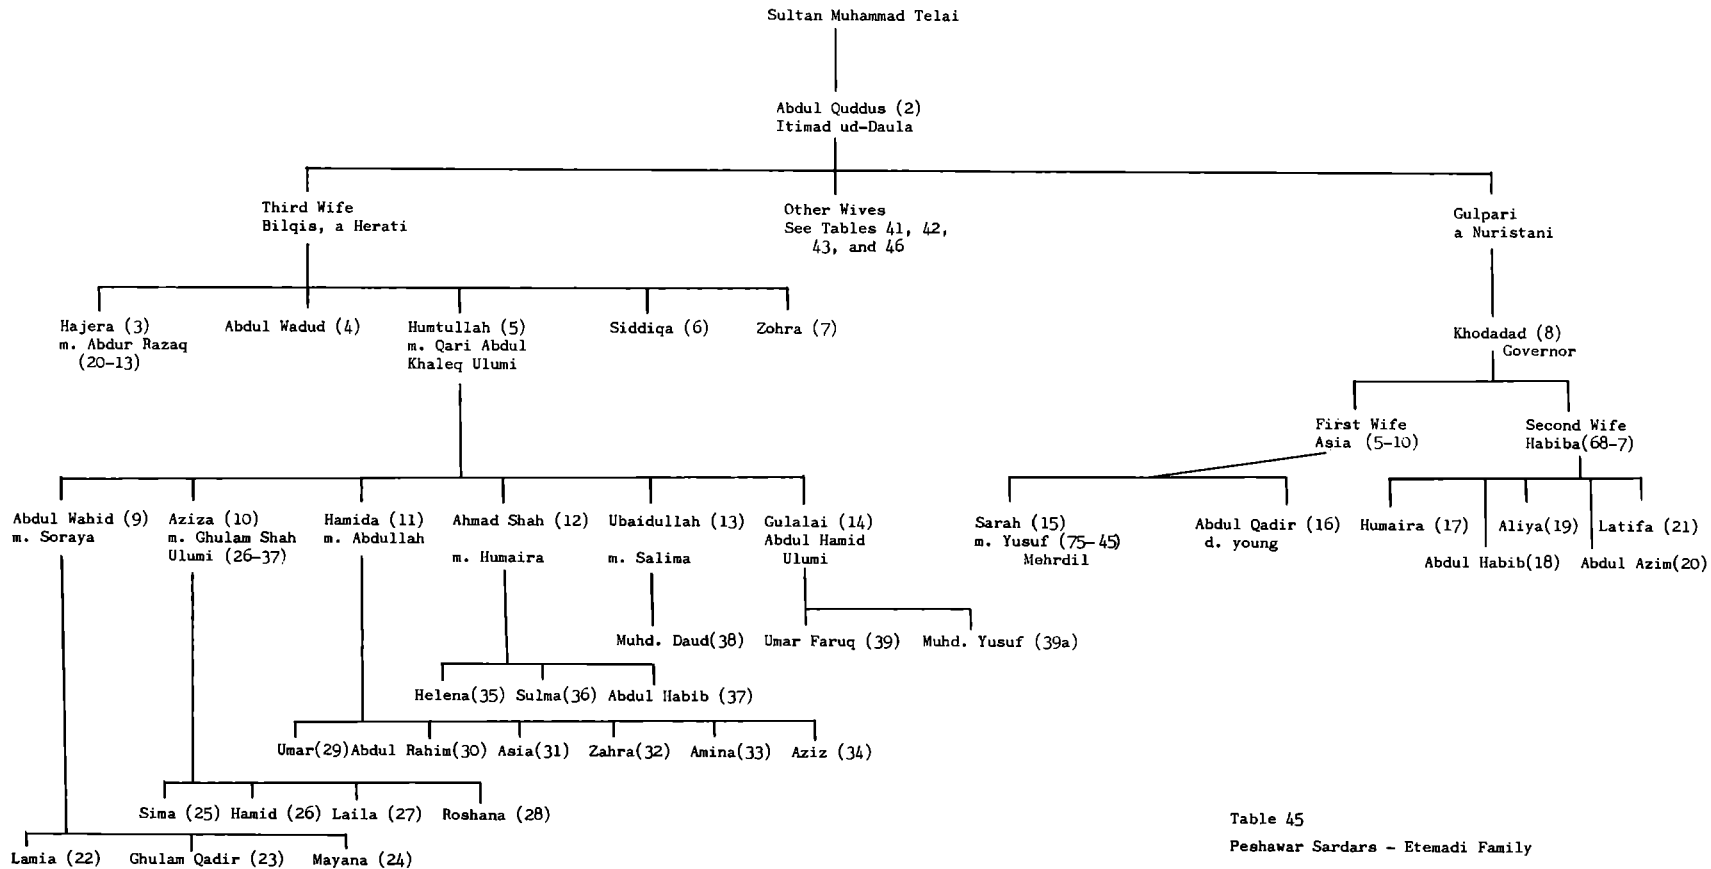 Sultan Muhammad Telai
Abdul Quddus (2)
Itimad ud-Daula
Third Wife
Bilqis, a Herati
Other Wives
See Tables 41, 42,
43, and 46
Gulpari
a Nuristani
Hajera (3)
m. Abdur Razaq
(20-13)
Abdul Wadud (4)
Humtullah (5)
m. Qari Abdul
Khaleq Ulumi
Siddiqa (6)
Zohra (7)
Khodadad (8)
Governor
First Wife
Asia (5-10)
Second Wife
Habiba(68-7)
Abdul Wahid (9)
m. Soraya
Aziza (10)
m. Ghulam Shah
Ulumi (26-37)
Hamida (11)
m. Abdullah
Ahmad Shah (12)
m. Humaira
Ubaidullah (13)
m. Salima
Gulalai (14)
Abdul Hamid
Ulumi
Sarah (15)
m. Yusuf (75-45)
Mehrdil
Abdul Qadir (16)
d. young
Humaira (17)
Aliya(19)
Latifa (21)
Abdul Habib(18)
Abdul Azim(20)
Muhd. Daud(38)
Umar Faruq (39)
Muhd. Yusuf (39a)
Helena(35)
Sulma(36)
Abdul Habib (37)
Umar(29)
Abdul Rahim(30)
Asia(31)
Zahra(32)
Amina(33)
Aziz (34)
Sima (25)
Hamid (26)
Laila (27)
Roshana (28)
Lamia (22)
Ghulam Qadir (23)
Mayana (24)
Table 45
Peshawar Sardars - Etemadi Family